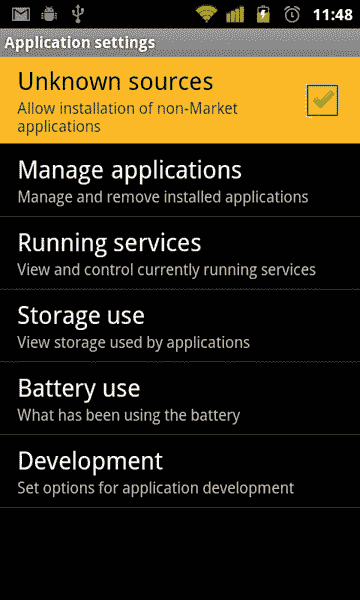 11:48
Application settings
Unknown sources
Allow installation of non-Market
applications
Manage applications
Manage and remove installed applications
Running services
View and control currently running services
Storage use
View storage used by applications
Battery use
What has been using the battery
Development
Set options for application development